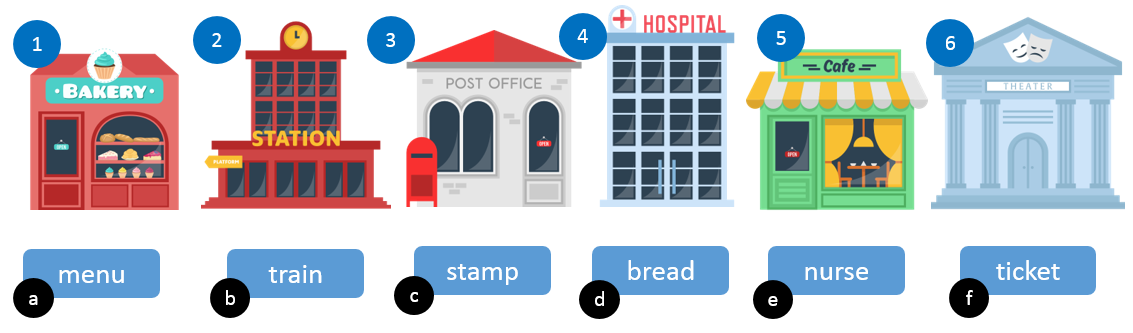 1
2
3
4
5
6
BAKERY
STATION
PLATFORM
POST OFFICE
OPEN
HOSPITAL
Cafe
OPEN
THEATER
OPEN
menu
train
stamp
bread
nurse
ticket
a
b
c
d
e
f